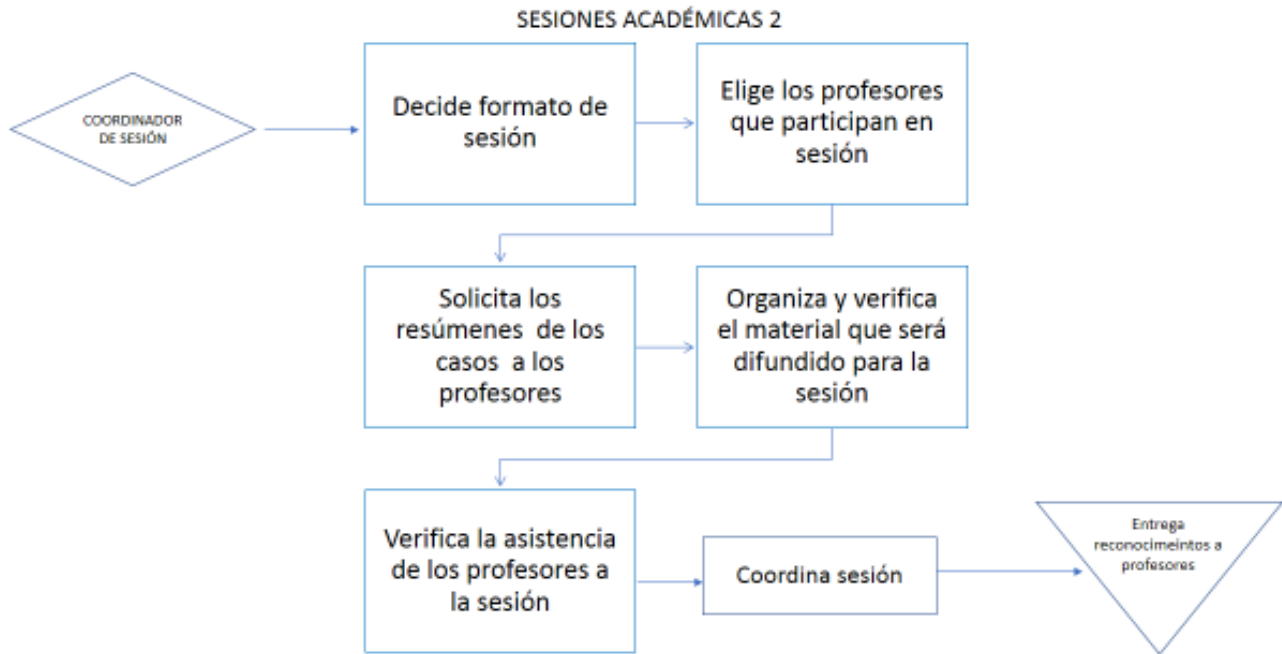 SESIONES ACADÉMICAS 2
COORDINADOR
DE SESIÓN
Decide formato de
sesión
Elige los profesores
que participan en
sesión
Solicita los
resúmenes de los
casos a los
profesores
Organiza y verifica
el material que será
difundido para la
sesión
Verifica la asistencia
de los profesores a
la sesión
Coordina sesión
Entrega
reconocimeintos a
profesores